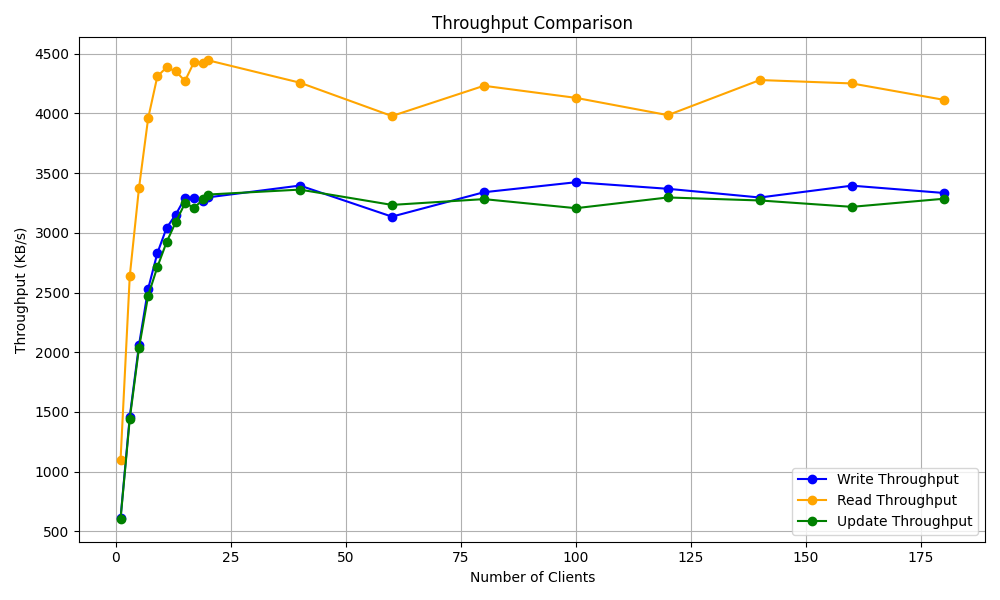 Throughput Comparison
Throughput (KB/s)
4500
4000
3500
3000
2500
2000
1500
1000
500
0
25
50
75
100
125
150
175
Number of Clients
Write Throughput
Read Throughput
Update Throughput